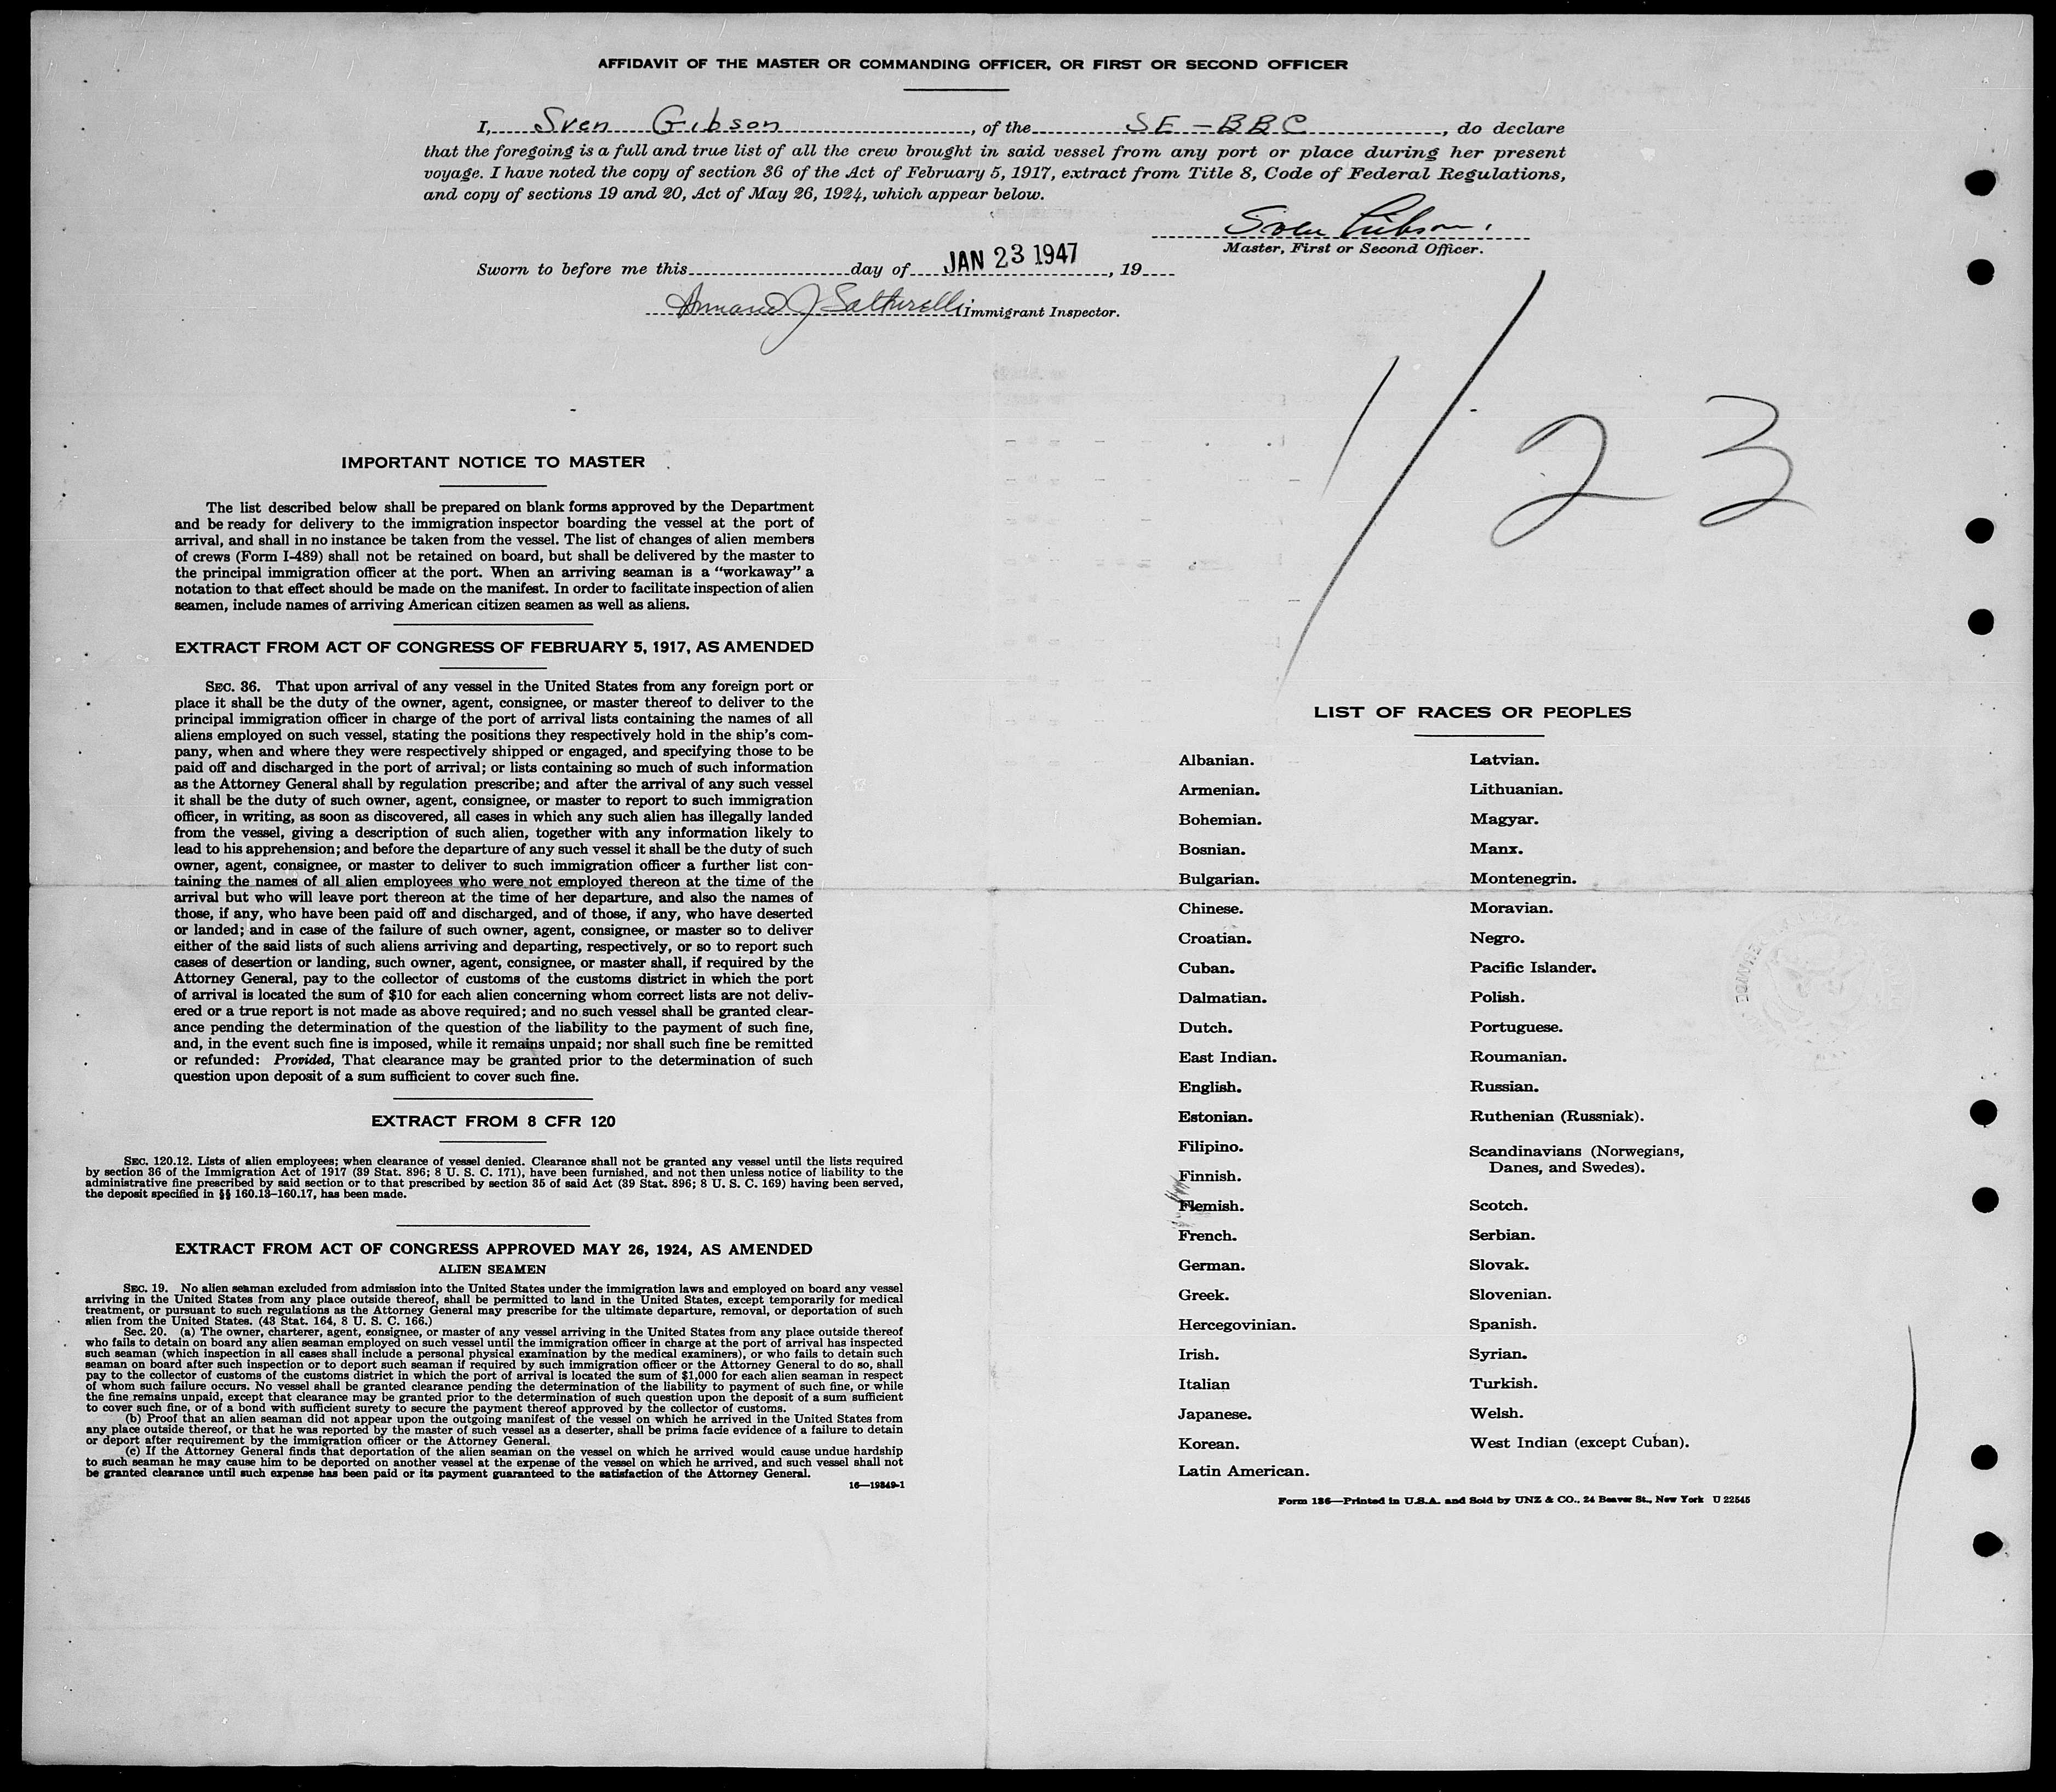 AFFIDAVIT OF THE MASTER OR COMMANDING OFFICER, OR FIRST OR SECOND OFFICER
I, Sven Gibson, of the SE-BBC, do declare
that the foregoing is a full and true list of all the crew brought in said vessel from any port or place during her present
voyage. I have noted the copy of section 36 of the Act of February 5, 1917, extract from Title 8, Code of Federal Regulations,
and copy of sections 19 and 20, Act of May 26, 1924, which appear below.
Sven Gibson.
Master, First or Second Officer.
Sworn to before me this day of JAN 23 1947, 19
Armand J Immigrant Inspector.
1/23
IMPORTANT NOTICE TO MASTER
The list described below shall be prepared on blank forms approved by the Department
and be ready for delivery to the immigration inspector boarding the vessel at the port of
arrival, and shall in no instance be taken from the vessel. The list of changes of alien members
of crews (Form I-489) shall not be retained on board, but shall be delivered by the master to
the principal immigration officer at the port. When an arriving seaman is a "workaway" a
notation to that effect should be made on the manifest. In order to facilitate inspection of alien
seamen, include names of arriving American citizen seamen as well as aliens.
EXTRACT FROM ACT OF CONGRESS OF FEBRUARY 5, 1917, AS AMENDED
SEC. 36. That upon arrival of any vessel in the United States from any foreign port or
place it shall be the duty of the owner, agent, consignee, or master thereof to deliver to the
principal immigration officer in charge of the port of arrival lists containing the names of all
aliens employed on such vessel, stating the positions they respectively hold in the ship's com-
pany, when and where they were respectively shipped or engaged, and specifying those to be
paid off and discharged in the port of arrival; or lists containing so much of such information
as the Attorney General shall by regulation prescribe; and after the arrival of any such vessel
it shall be the duty of such owner, agent, consignee, or master to report to such immigration
officer, in writing, as soon as discovered, all cases in which any such alien has illegally landed
from the vessel, giving a description of such alien, together with any information likely to
lead to his apprehension; and before the departure of any such vessel it shall be the duty of such
owner, agent, consignee, or master to deliver to such immigration officer a further list con-
taining the names of all alien employees who were not employed thereon at the time of the
arrival but who will leave port thereon at the time of her departure, and also the names of
those, if any, who have been paid off and discharged, and of those, if any, who have deserted
or landed; and in case of the failure of such owner, agent, consignee, or master so to deliver
either of the said lists of such aliens arriving and departing, respectively, or so to report such
cases of desertion or landing, such owner, agent, consignee, or master shall, if required by the
Attorney General, pay to the collector of customs of the customs district in which the port
of arrival is located the sum of $10 for each alien concerning whom correct lists are not deliv-
ered or a true report is not made as above required; and no such vessel shall be granted clear-
ance pending the determination of the question of the liability to the payment of such fine,
and, in the event such fine is imposed, while it remains unpaid; nor shall such fine be remitted
or refunded: Provided, That clearance may be granted prior to the determination of such
question upon deposit of a sum sufficient to cover such fine.
EXTRACT FROM 8 CFR 120
SEC. 120.12. Lists of alien employees; when clearance of vessel denied. Clearance shall not be granted any vessel until the lists required
by section 36 of the Immigration Act of 1917 (39 Stat. 896; 8 U. S. C. 171), have been furnished, and not then unless notice of liability to the
administrative fine prescribed by said section or to that prescribed by section 35 of said Act (39 Stat. 896; 8 U. S. C. 169) having been served,
the deposit specified in §§ 160.13-160.17, has been made.
EXTRACT FROM ACT OF CONGRESS APPROVED MAY 26, 1924, AS AMENDED
ALIEN SEAMEN
SEC. 19. No alien seaman excluded from admission into the United States under the immigration laws and employed on board any vessel
arriving in the United States from any place outside thereof, shall be permitted to land in the United States, except temporarily for medical
treatment, or pursuant to such regulations as the Attorney General may prescribe for the ultimate departure, removal, or deportation of such
alien from the United States. (43 Stat. 164, 8 U. S. C. 166.)
Sec. 20. (a) The owner, charterer, agent, consignee, or master of any vessel arriving in the United States from any place outside thereof
who fails to detain on board any alien seaman employed on such vessel until the immigration officer in charge at the port of arrival has inspected
such seaman (which inspection in all cases shall include a personal physical examination by the medical examiners), or who fails to detain such
seaman on board after such inspection or to deport such seaman if required by such immigration officer or the Attorney General to do so, shall
pay to the collector of customs of the customs district in which the port of arrival is located the sum of $1,000 for each alien seaman in respect
of whom such failure occurs. No vessel shall be granted clearance pending the determination of the liability to payment of such fine, or while
the fine remains unpaid, except that clearance may be granted prior to the determination of such question upon the deposit of a sum sufficient
to cover such fine, or of a bond with sufficient surety to secure the payment thereof approved by the collector of customs.
(b) Proof that an alien seaman did not appear upon the outgoing manifest of the vessel on which he arrived in the United States from
any place outside thereof, or that he was reported by the master of such vessel as a deserter, shall be prima facie evidence of a failure to detain
or deport after requirement by the immigration officer or the Attorney General.
(c) If the Attorney General finds that deportation of the alien seaman on the vessel on which he arrived would cause undue hardship
to such seaman he may cause him to be deported on another vessel at the expense of the vessel on which he arrived, and such vessel shall not
be granted clearance until such expense has been paid or its payment guaranteed to the satisfaction of the Attorney General.
16—19849-1
LIST OF RACES OR PEOPLES
Albanian.
Armenian.
Bohemian.
Bosnian.
Bulgarian.
Chinese.
Croatian.
Cuban.
Dalmatian.
Dutch.
East Indian.
English.
Estonian.
Filipino.
Finnish.
Flemish.
French.
German.
Greek.
Hercegovinian.
Irish.
Italian
Japanese.
Korean.
Latin American.
Latvian.
Lithuanian.
Magyar.
Manx.
Montenegrin.
Moravian.
Negro.
Pacific Islander.
Polish.
Portuguese.
Roumanian.
Russian.
Ruthenian (Russniak).
Scandinavians (Norwegians,
Danes, and Swedes).
Scotch.
Serbian.
Slovak.
Slovenian.
Spanish.
Syrian.
Turkish.
Welsh.
West Indian (except Cuban).
Form 136—Printed in U.S.A. and Sold by UNZ & CO., 24 Beaver St., New York U 22545